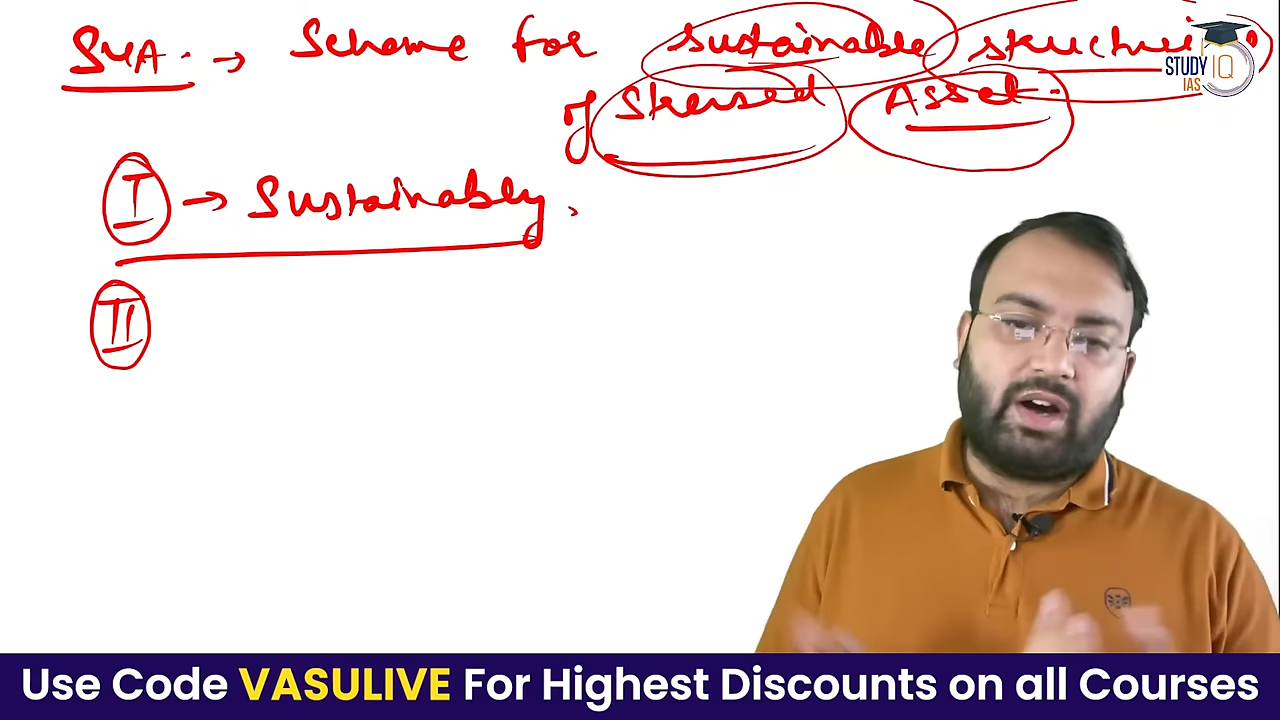 S4A → Scheme for sustainable structuring
of Stressed Asset.
I → Sustainably,
II
STUDY IQ
IAS
Use Code VASULIVE For Highest Discounts on all Courses